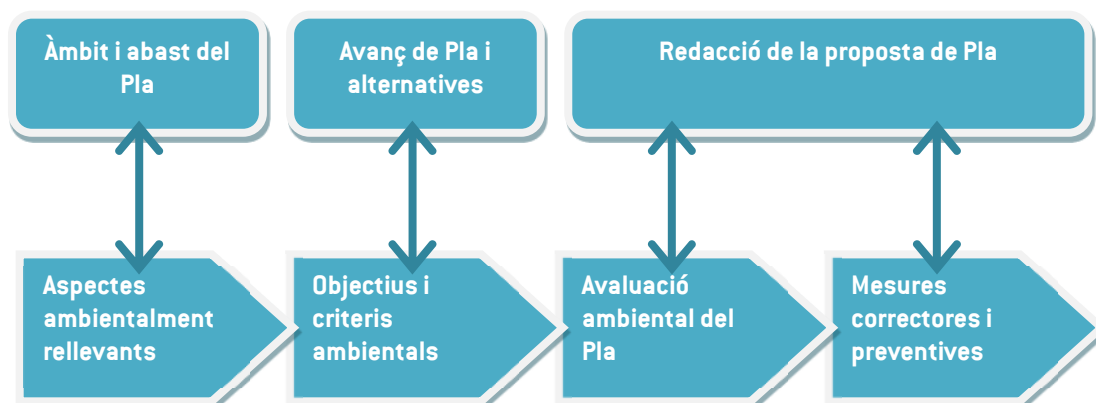 Àmbit i abast del
Pla
Avanç de Pla i
alternatives
Redacció de la proposta de Pla
Aspectes
ambientalment
rellevants
Objectius i
criteris
ambientals
Avaluació
ambiental del
Pla
Mesures
correctores i
preventives